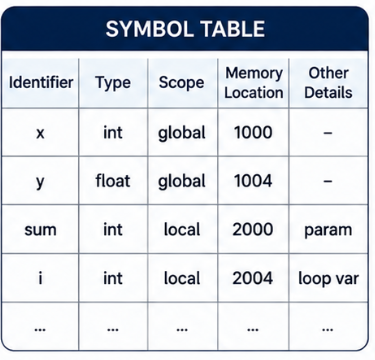 SYMBOL TABLE
Identifier Type Scope Memory Location Other Details
x int global 1000 –
y float global 1004 –
sum int local 2000 param
i int local 2004 loop var
... ... ... ... ...